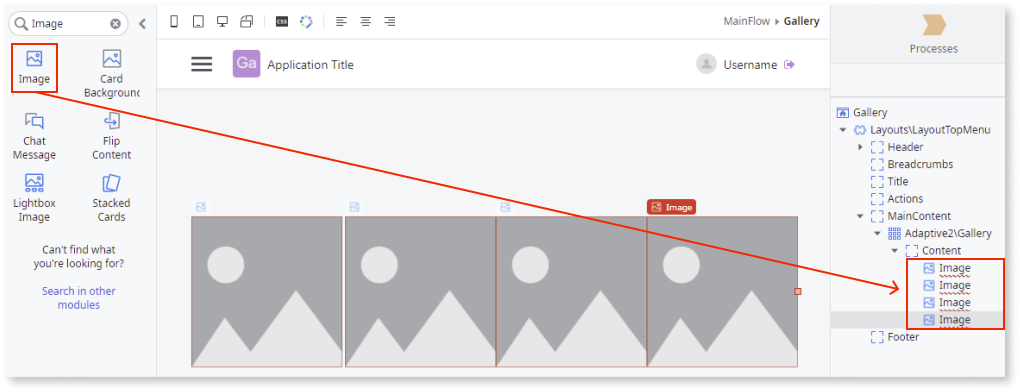 Image
Image
Card
Background
Chat
Message
Flip
Content
Lightbox
Image
Stacked
Cards
Can't find what
you're looking for?
Search in other
modules
CSS
MainFlow
Gallery
Ga
Application Title
Username
Image
Processes
Gallery
Layouts\LayoutTopMenu
Header
Breadcrumbs
Title
Actions
MainContent
Adaptive2\Gallery
Content
Image
Image
Image
Image
Footer